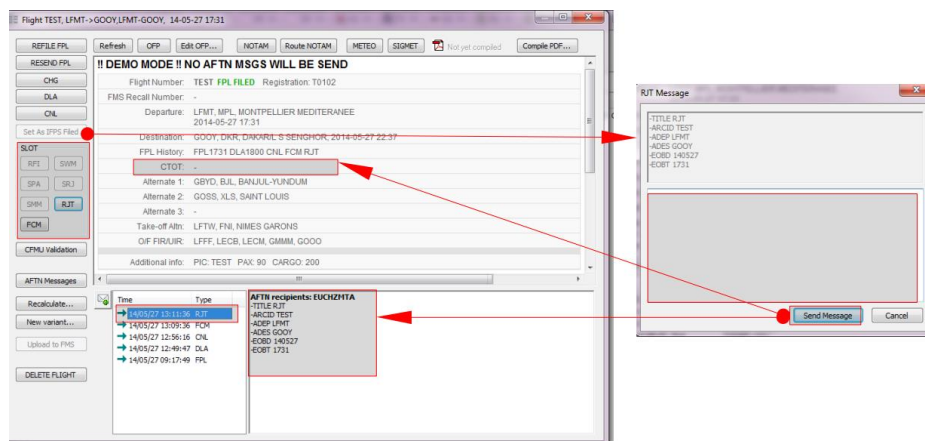 Flight TEST, LFMT->GOOY,LFMT-GOOY, 14-05-27 17:31
REFILE FPL
Refresh OFP Edit OFP... NOTAM Route NOTAM METEO SIGMET Not yet compiled Compile PDF...
RESEND FPL
CHG
DLA
CNL
Set As IFPS Filed
SLOT
RFI SWM
SPA SRJ
SMM RJT
FCM
CFMU Validation
AFTN Messages
Recalculate...
New variant...
Upload to FMS
DELETE FLIGHT
!! DEMO MODE !! NO AFTN MSGS WILL BE SEND
Flight Number: TEST FPL FILED Registration: T0102
FMS Recall Number: -
Departure: LFMT, MPL, MONTPELLIER MEDITERANEE
2014-05-27 17:31
Destination: GOOY, DKR, DAKAR/L S SENGHOR, 2014-05-27 22:37
FPL History: FPL1731 DLA1800 CNL FCM RJT
CTOT: -
Alternate 1: GBYD, BJL, BANJUL-YUNDUM
Alternate 2: GOSS, XLS, SAINT LOUIS
Alternate 3: -
Take-off Altn: LFTW, FNI, NIMES GARONS
O/F FIR/UIR: LFFF, LECB, LECM, GMMM, GOOO
Additional info: PIC: TEST PAX: 90 CARGO: 200
Time Type
14/05/27 13:11:36 RJT
14/05/27 13:09:36 FCM
14/05/27 12:56:16 CNL
14/05/27 12:49:47 DLA
14/05/27 09:17:49 FPL
AFTN recipients: EUCHZMTA
-TITLE RJT
-ARCID TEST
-ADEP LFMT
-ADES GOOY
-EOBD 140527
-EOBT 1731
RJT Message
-TITLE RJT
-ARCID TEST
-ADEP LFMT
-ADES GOOY
-EOBD 140527
-EOBT 1731
Send Message Cancel